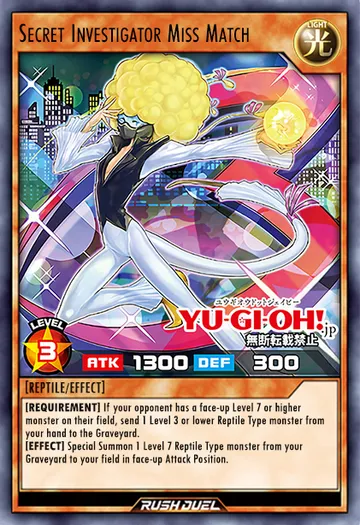 Secret Investigator Miss Match
LIGHT
光
ユウギオウドットジェイピー
YU-GI-OH!.jp
無断転載禁止
LEVEL
3
ATK 1300 DEF 300
[REPTILE/EFFECT]
[REQUIREMENT] If your opponent has a face-up Level 7 or higher
monster on their field, send 1 Level 3 or lower Reptile Type monster from
your hand to the Graveyard.
[EFFECT] Special Summon 1 Level 7 Reptile Type monster from your
Graveyard to your field in face-up Attack Position.
RUSH DUEL